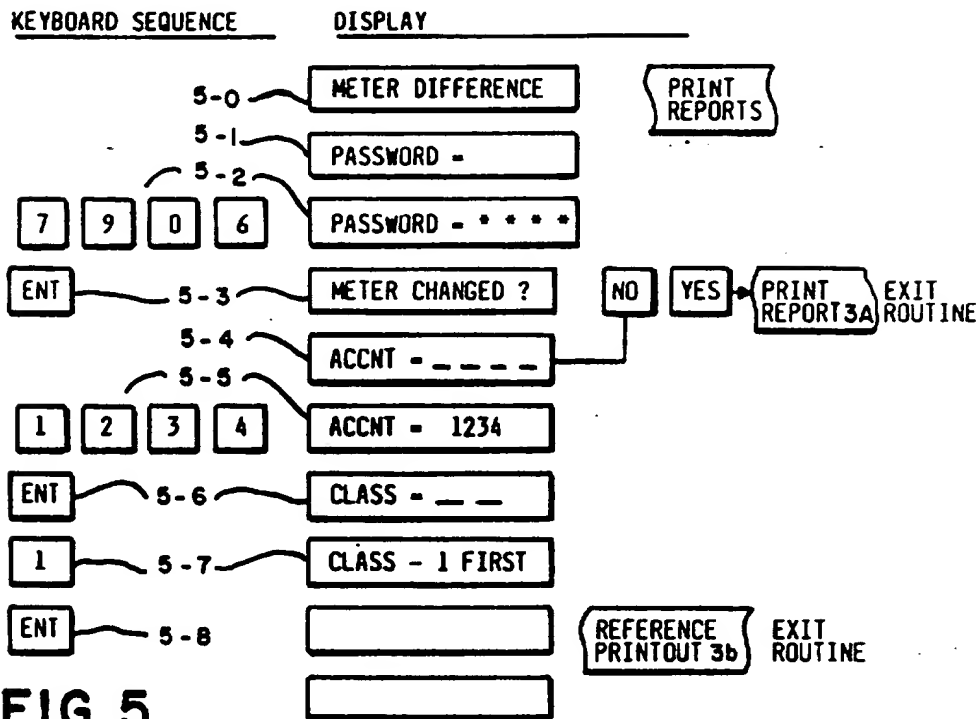 KEYBOARD SEQUENCE DISPLAY
5-0 METER DIFFERENCE PRINT
REPORTS
5-1 PASSWORD =
5-2
7 9 0 6 PASSWORD = * * * *
ENT 5-3 METER CHANGED ? NO YES PRINT
REPORT 3A EXIT
ROUTINE
5-4 ACCNT = _ _ _ _
5-5
1 2 3 4 ACCNT = 1234
ENT 5-6 CLASS = _ _
1 5-7 CLASS - 1 FIRST
ENT 5-8 REFERENCE
PRINTOUT 3b EXIT
ROUTINE
FIG 5